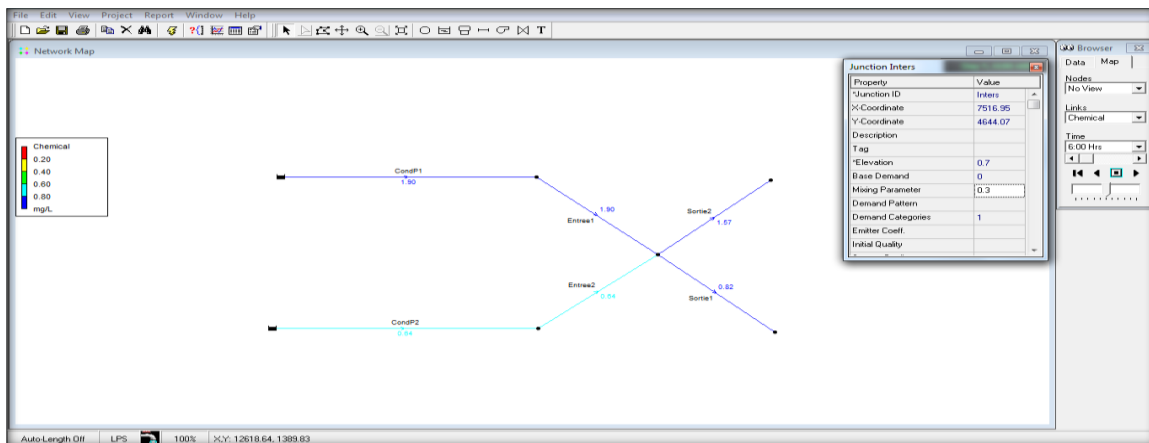 File Edit View Project Report Window Help
T
Network Map
Chemical
0.20
0.40
0.60
0.80
mg/L
CondP1
1.90
1.90
Entree1
Sortie2
1.57
Entree2
0.54
0.82
Sortie1
CondP2
0.54
Junction Inters
Property Value
*Junction ID Inters
X-Coordinate 7516.95
Y-Coordinate 4644.07
Description
Tag
*Elevation 0.7
Base Demand 0
Mixing Parameter 0.3
Demand Pattern
Demand Categories 1
Emitter Coeff.
Initial Quality
Browser
Data Map
Nodes
No View
Links
Chemical
Time
6:00 Hrs
Auto-Length Off LPS 100% X,Y: 12618.64, 1389.83